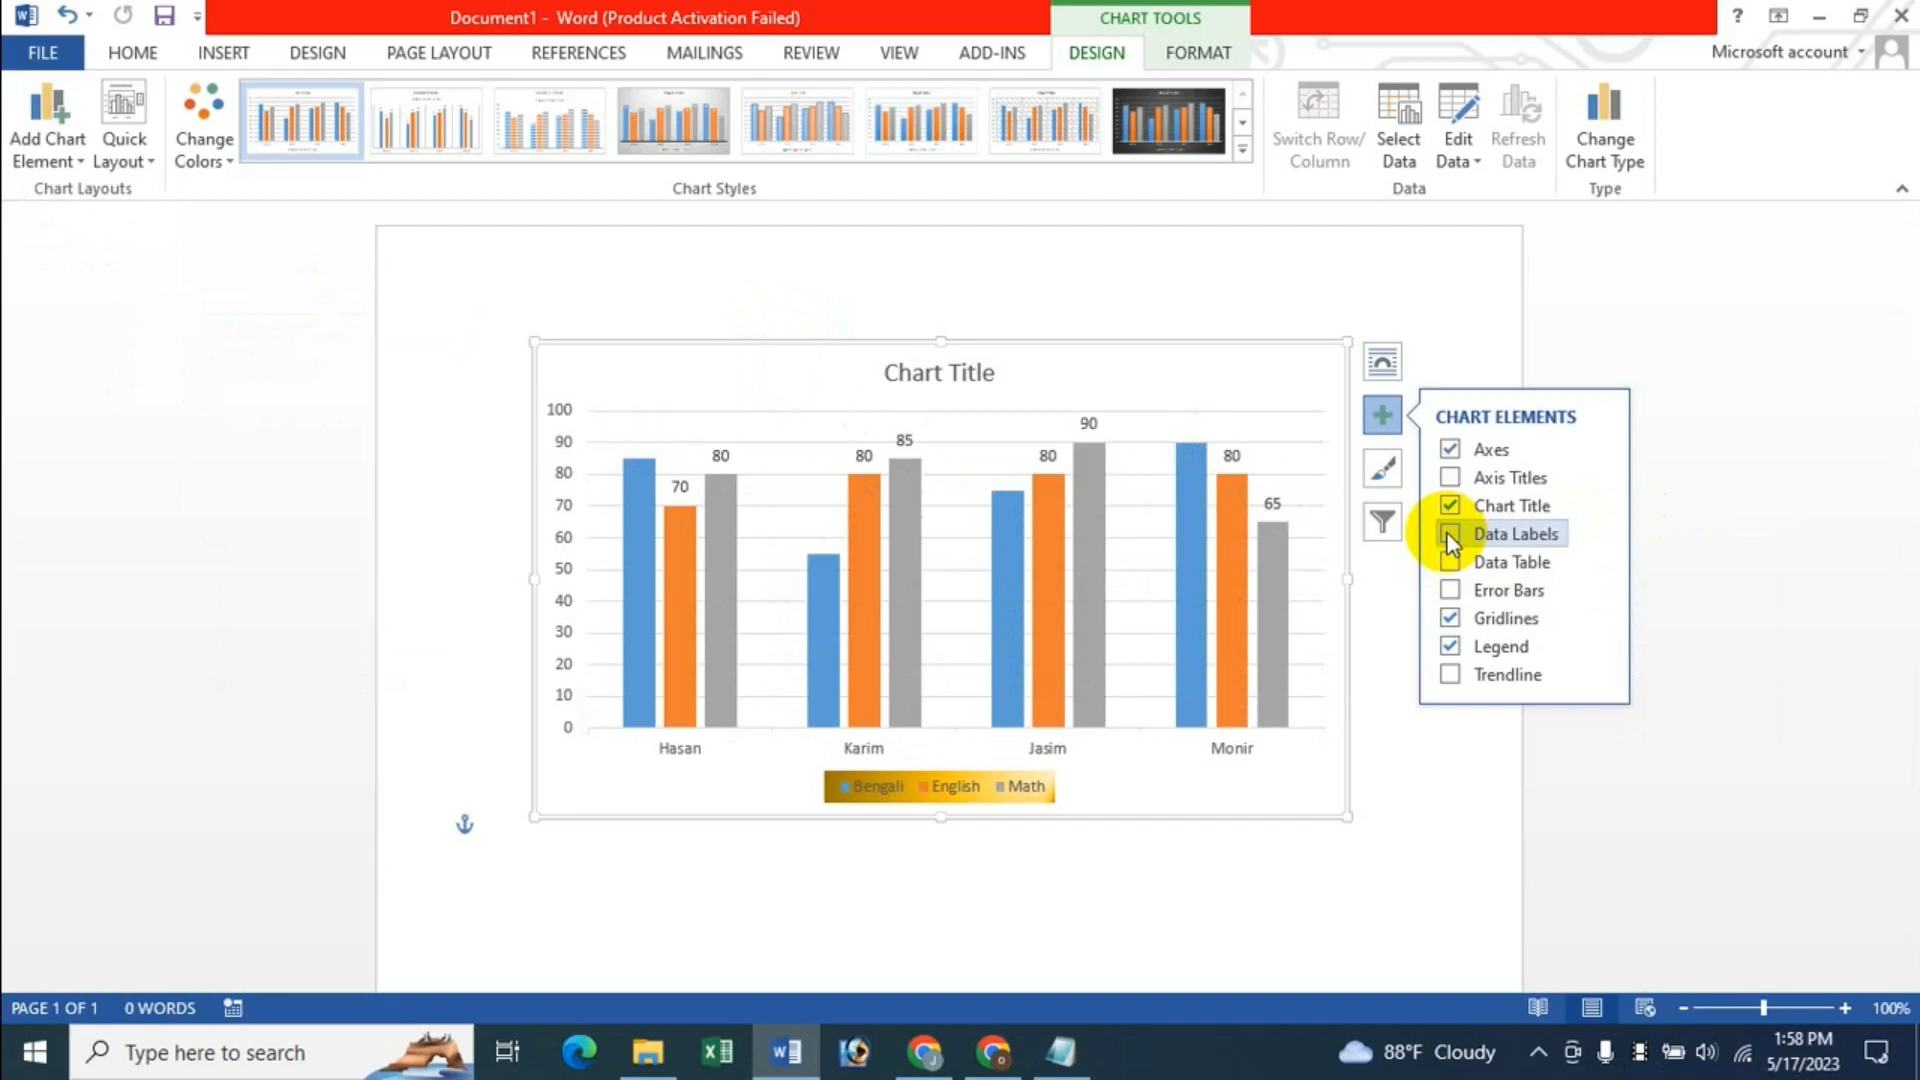 Document1 - Word (Product Activation Failed)
CHART TOOLS
?
FILE
HOME
INSERT
DESIGN
PAGE LAYOUT
REFERENCES
MAILINGS
REVIEW
VIEW
ADD-INS
DESIGN
FORMAT
Microsoft account
Add Chart
Element
Quick
Layout
Change
Colors
Switch Row/
Column
Select
Data
Edit
Data
Refresh
Data
Change
Chart Type
Chart Layouts
Chart Styles
Data
Type
Chart Title
100
90
80
70
60
50
40
30
20
10
0
70
80
80
85
80
90
80
65
Hasan
Karim
Jasim
Monir
Bengali English Math
CHART ELEMENTS
Axes
Axis Titles
Chart Title
Data Labels
Data Table
Error Bars
Gridlines
Legend
Trendline
PAGE 1 OF 1
0 WORDS
100%
Type here to search
88°F Cloudy
1:58 PM
5/17/2023